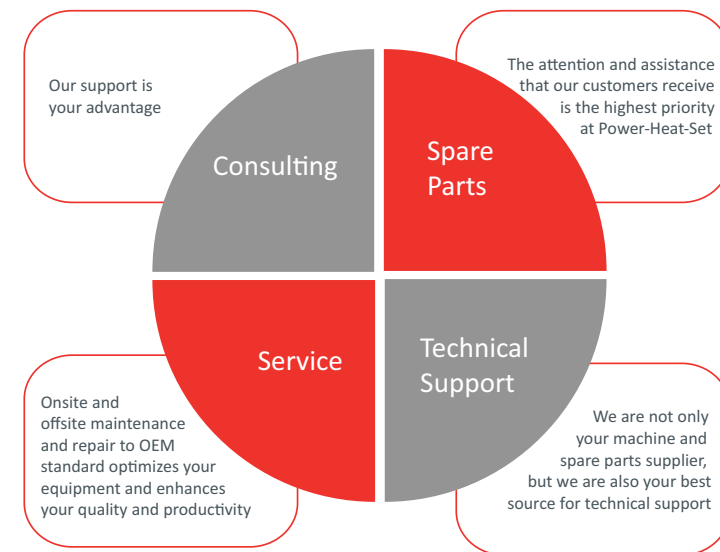 Our support is
your advantage
The attention and assistance
that our customers receive
is the highest priority
at Power-Heat-Set
Consulting
Spare
Parts
Service
Technical
Support
Onsite and
offsite maintenance
and repair to OEM
standard optimizes your
equipment and enhances
your quality and productivity
We are not only
your machine and
spare parts supplier,
but we are also your best
source for technical support